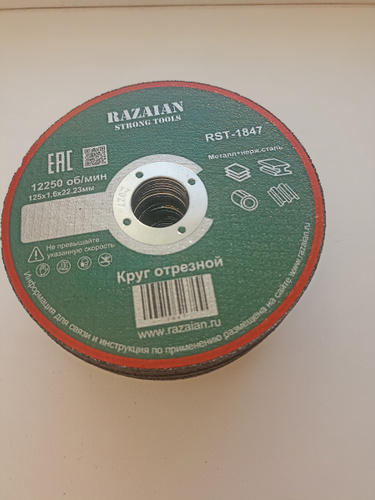 RAZAIAN
STRONG TOOLS
RST-1847
EAC
Металл+нерж.сталь
12250 об/мин
125x1.6x22.23мм
Не превышайте
указанную скорость
Круг отрезной
www.razaian.ru
Информация для связи и инструкция по применению размещена на сайте www.razaian.ru